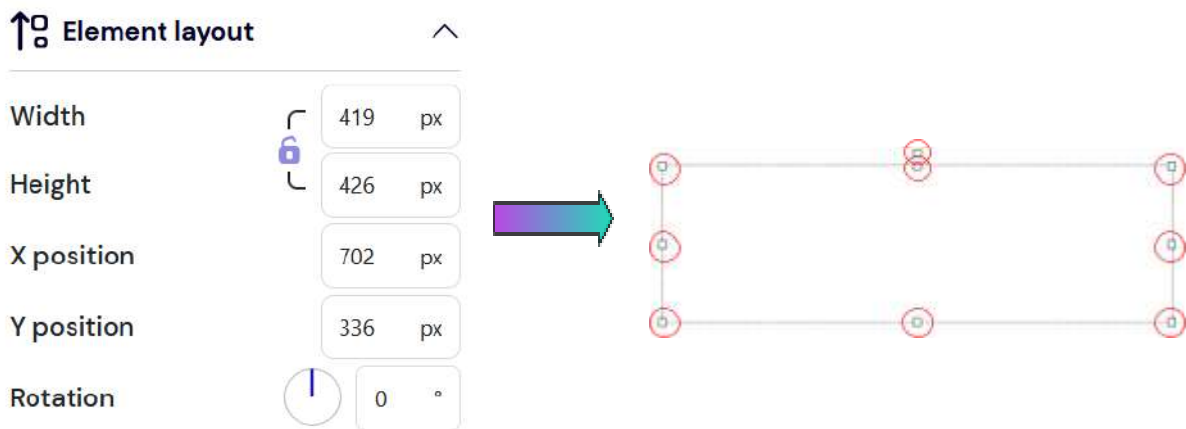 Element layout
Width 419 px
Height 426 px
X position 702 px
Y position 336 px
Rotation 0 °